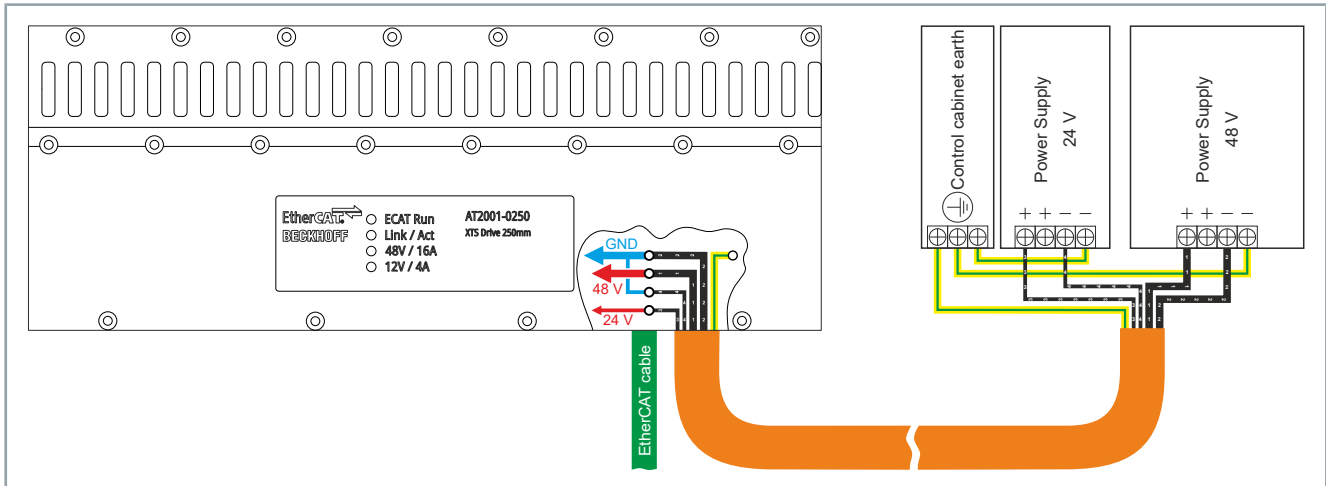 EtherCAT.
BECKHOFF
ECAT Run
Link / Act
48V / 16A
12V / 4A
AT2001-0250
XTS Drive 250mm
GND
48 V
24 V
EtherCAT cable
Control cabinet earth
Power Supply
24 V
+ + − −
Power Supply
48 V
+ + − −